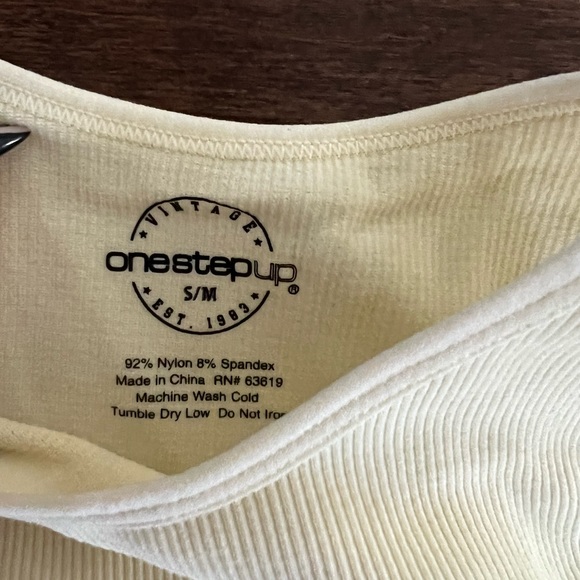 ★ VINTAGE ★
onestepup®
S/M
★ EST. 1983 ★
92% Nylon 8% Spandex
Made in China RN# 63619
Machine Wash Cold
Tumble Dry Low Do Not Iron